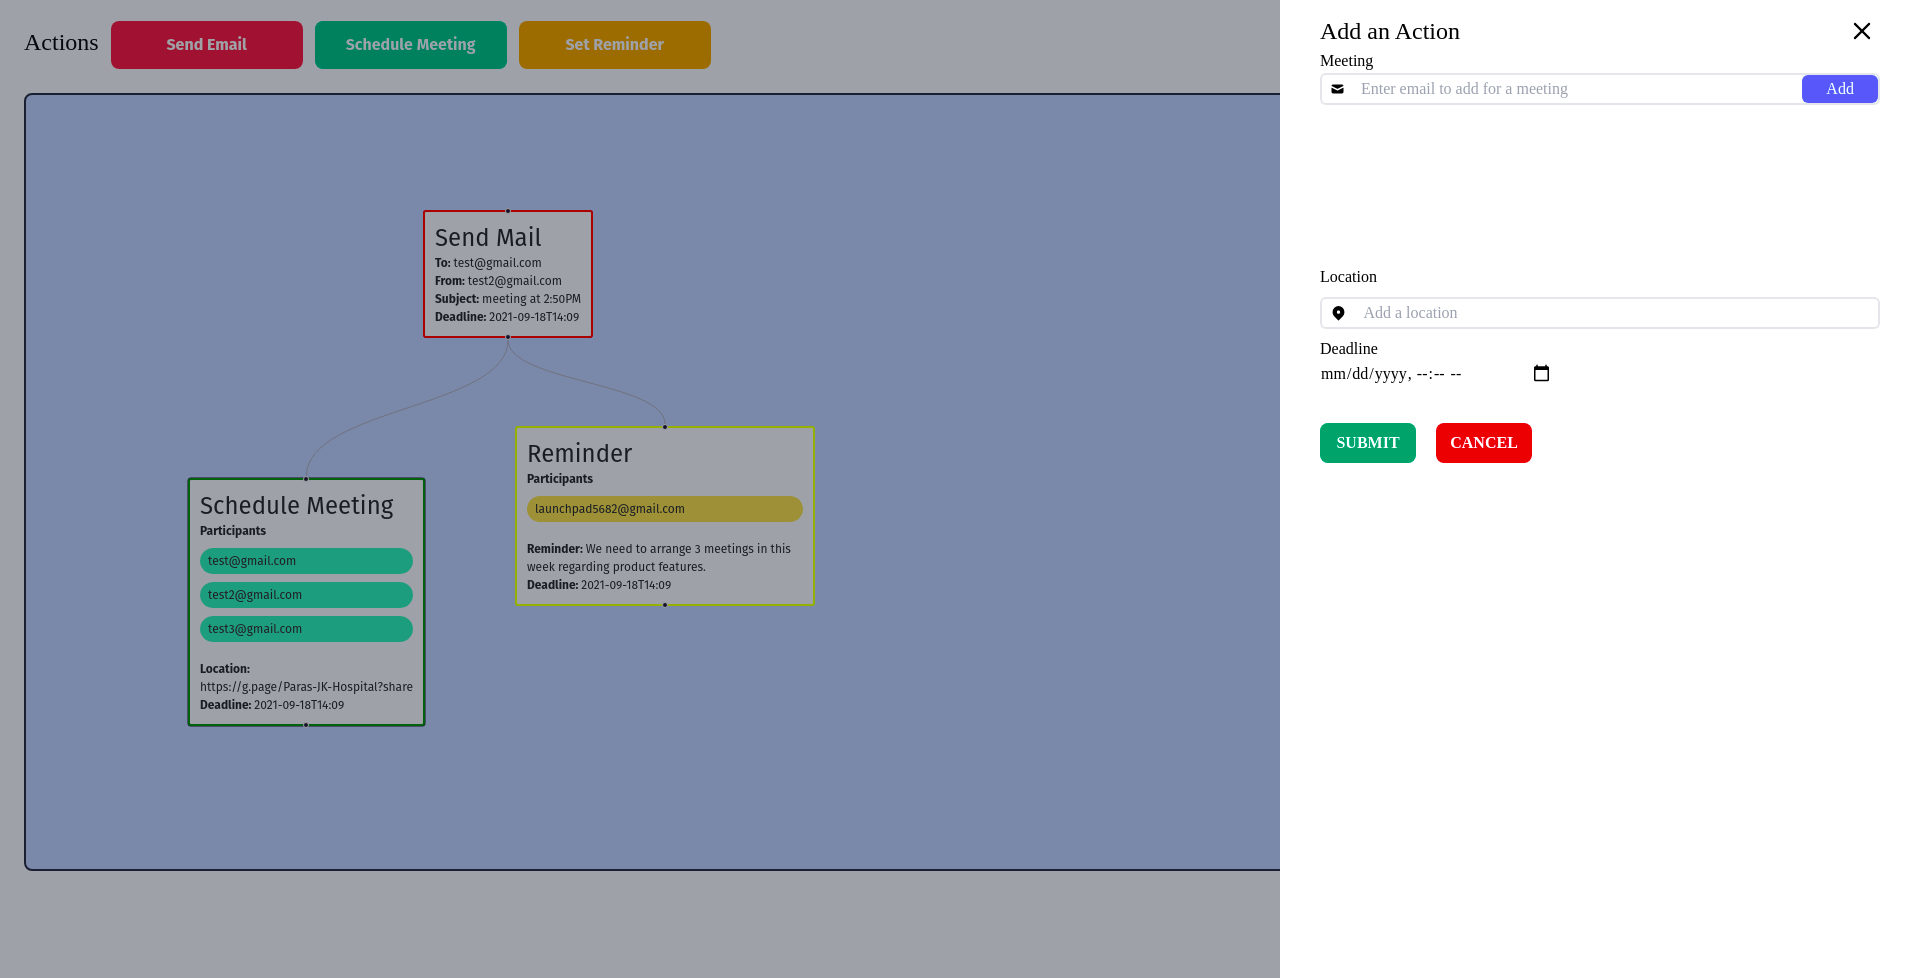 Actions
Send Email
Schedule Meeting
Set Reminder
Send Mail
To: test@gmail.com
From: test2@gmail.com
Subject: meeting at 2:50PM
Deadline: 2021-09-18T14:09
Reminder
Participants
launchpad5682@gmail.com
Reminder: We need to arrange 3 meetings in this
week regarding product features.
Deadline: 2021-09-18T14:09
Schedule Meeting
Participants
test@gmail.com
test2@gmail.com
test3@gmail.com
Location:
https://g.page/Paras-JK-Hospital?share
Deadline: 2021-09-18T14:09
Add an Action
Meeting
Enter email to add for a meeting
Add
Location
Add a location
Deadline
mm/dd/yyyy, --:-- --
SUBMIT
CANCEL